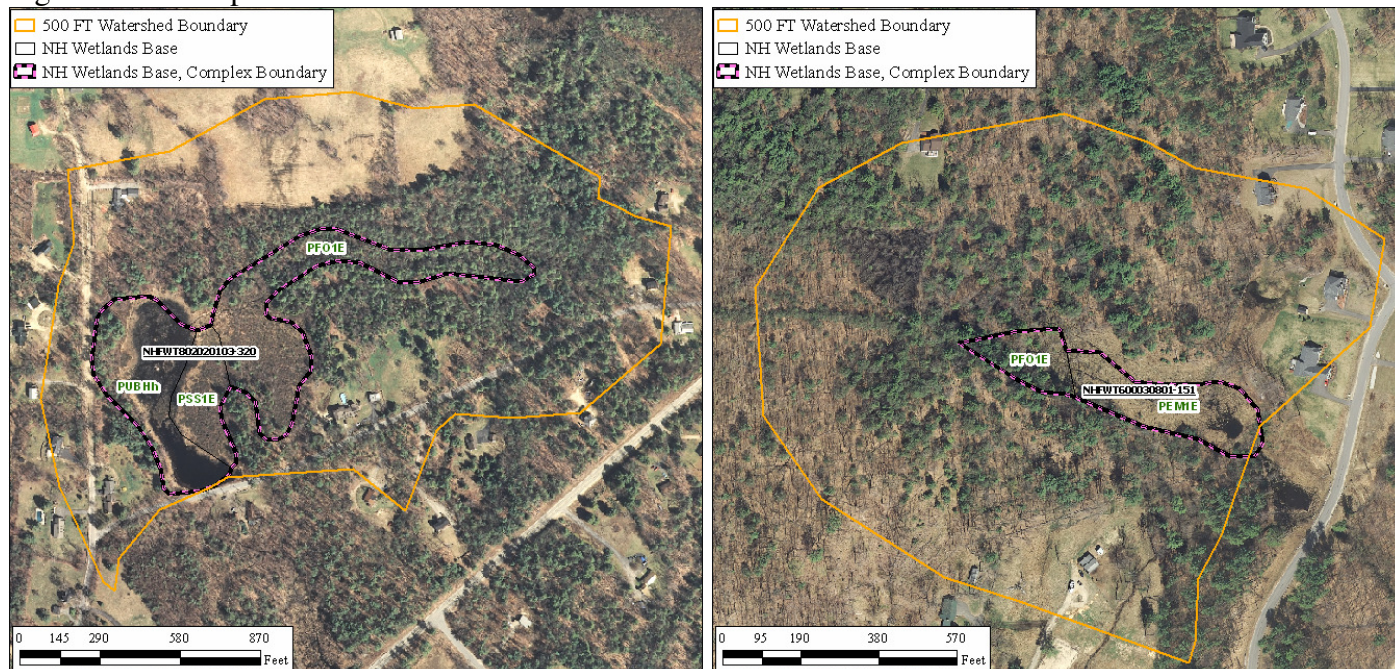 500 FT Watershed Boundary
NH Wetlands Base
NH Wetlands Base, Complex Boundary
PFO1E
NHFWT802020103-320
PUBHh
PSS1E
0 145 290 580 870
Feet
500 FT Watershed Boundary
NH Wetlands Base
NH Wetlands Base, Complex Boundary
PFO1E
NHFWT600030801-151
PEM1E
0 95 190 380 570
Feet